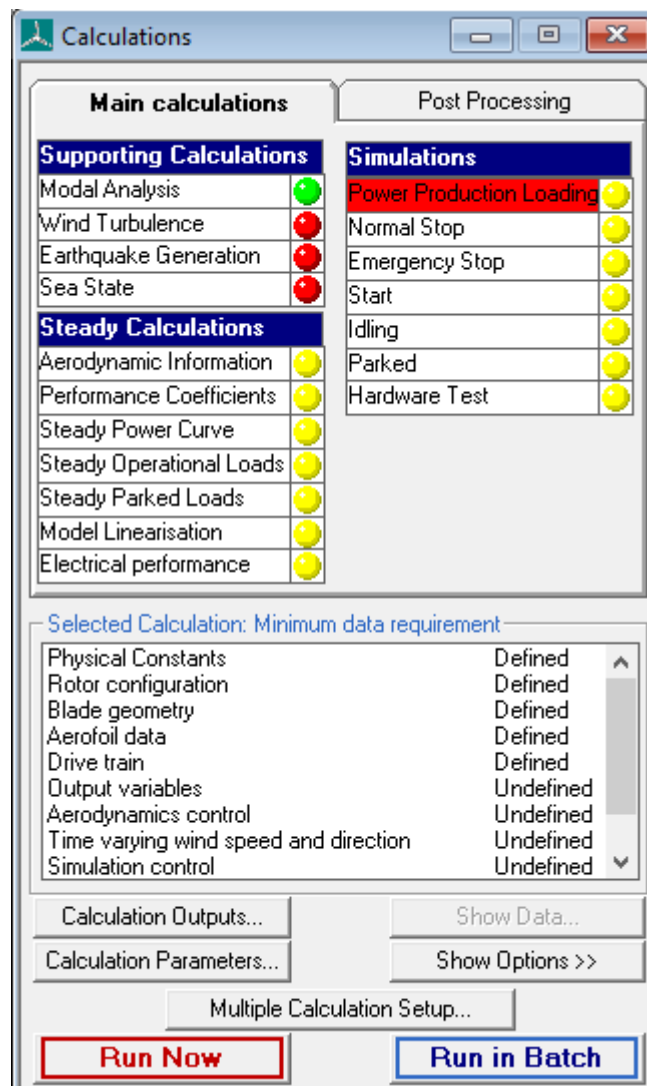 Calculations
Main calculations
Post Processing
Supporting Calculations
Modal Analysis
Wind Turbulence
Earthquake Generation
Sea State
Steady Calculations
Aerodynamic Information
Performance Coefficients
Steady Power Curve
Steady Operational Loads
Steady Parked Loads
Model Linearisation
Electrical performance
Simulations
Power Production Loading
Normal Stop
Emergency Stop
Start
Idling
Parked
Hardware Test
Selected Calculation: Minimum data requirement
Physical Constants Defined
Rotor configuration Defined
Blade geometry Defined
Aerofoil data Defined
Drive train Defined
Output variables Undefined
Aerodynamics control Undefined
Time varying wind speed and direction Undefined
Simulation control Undefined
Calculation Outputs... Show Data...
Calculation Parameters... Show Options >>
Multiple Calculation Setup...
Run Now Run in Batch